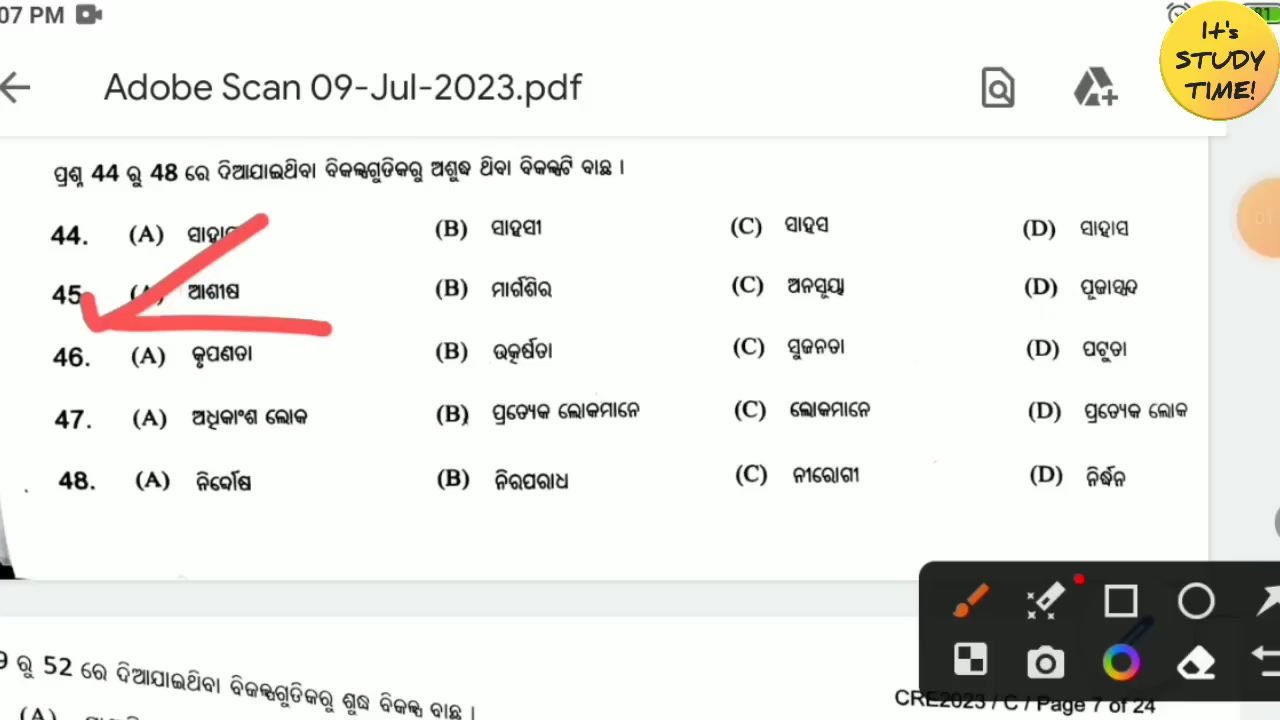 07 PM
It's
STUDY
TIME!
Adobe Scan 09-Jul-2023.pdf
ପ୍ରଶ୍ନ 44 ରୁ 48 ରେ ଦିଆଯାଇଥିବା ବିକଳ୍ପଗୁଡିକରୁ ଅଶୁଦ୍ଧ ଥିବା ବିକଳ୍ପଟି ବାଛ ।
44. (A) (B) ସାହସୀ (C) ସାହସ (D) ସାହାସ
45. (A) ଆଶୀଷ (B) ମାର୍ଗଶିର (C) ଅନସୂୟା (D) ପୂଜାସ୍ପଦ
46. (A) କୃପଣତା (B) ଉତ୍କର୍ଷତା (C) ସୁଜନତା (D) ପଟୁତା
47. (A) ଅଧିକାଂଶ ଲୋକ (B) ପ୍ରତ୍ୟେକ ଲୋକମାନେ (C) ଲୋକମାନେ (D) ପ୍ରତ୍ୟେକ ଲୋକ
48. (A) ନିର୍ଦ୍ଦୋଷ (B) ନିରପରାଧ (C) ନୀରୋଗୀ (D) ନିର୍ଦ୍ଧନ
9 ରୁ 52 ରେ ଦିଆଯାଇଥିବା ବିକଳ୍ପଗୁଡିକରୁ ଶୁଦ୍ଧ ବିକଳ୍ପ ବାଛ ।
CRE2023 / C / Page 7 of 24
(A)